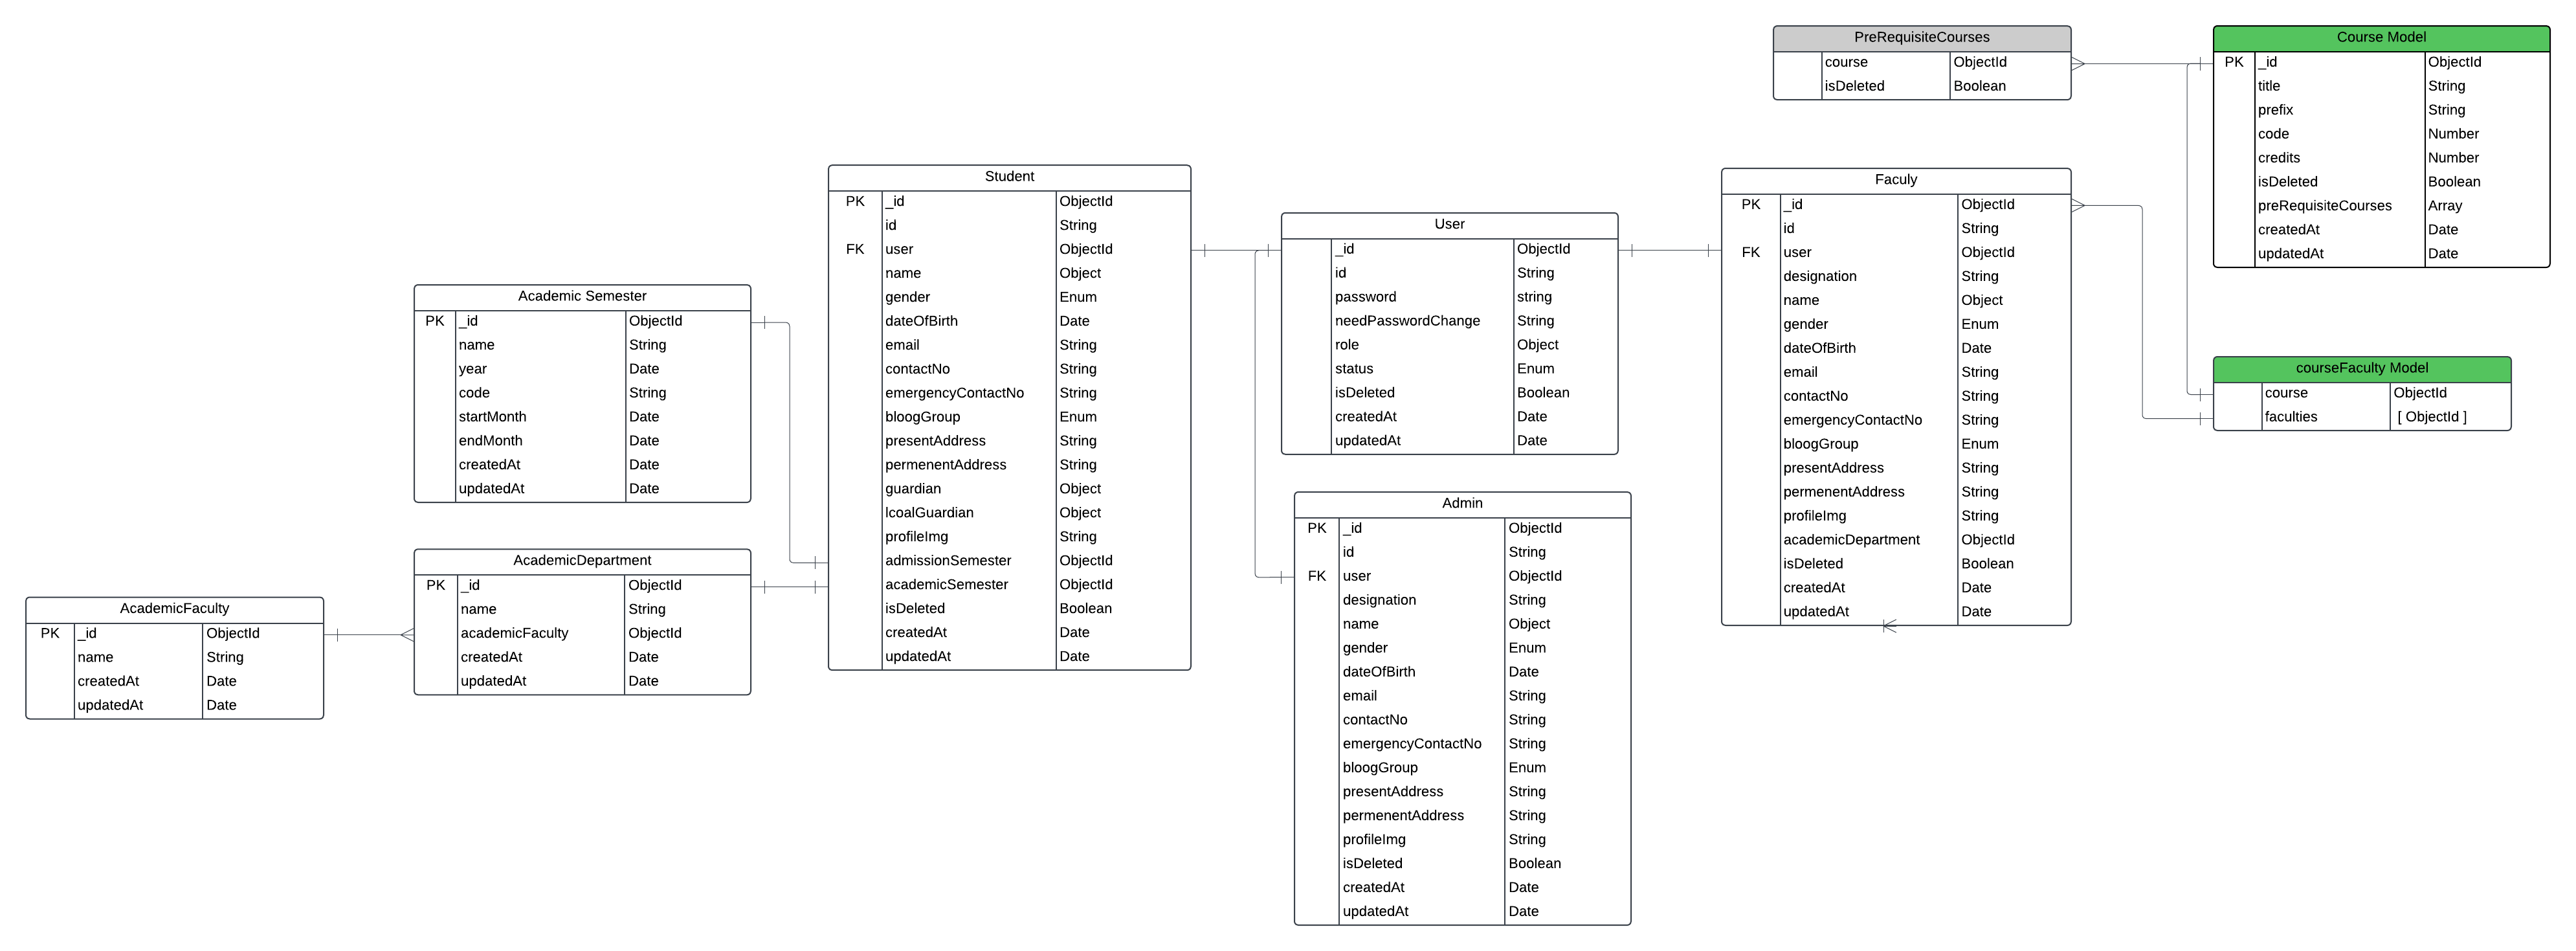 PreRequisiteCourses
course ObjectId
isDeleted Boolean
Course Model
PK _id ObjectId
title String
prefix String
code Number
credits Number
isDeleted Boolean
preRequisiteCourses Array
createdAt Date
updatedAt Date
Student
PK _id ObjectId
id String
FK user ObjectId
name Object
gender Enum
dateOfBirth Date
email String
contactNo String
emergencyContactNo String
bloogGroup Enum
presentAddress String
permenentAddress String
guardian Object
lcoalGuardian Object
profileImg String
admissionSemester ObjectId
academicSemester ObjectId
isDeleted Boolean
createdAt Date
updatedAt Date
User
_id ObjectId
id String
password string
needPasswordChange String
role Object
status Enum
isDeleted Boolean
createdAt Date
updatedAt Date
Faculy
PK _id ObjectId
id String
FK user ObjectId
designation String
name Object
gender Enum
dateOfBirth Date
email String
contactNo String
emergencyContactNo String
bloogGroup Enum
presentAddress String
permenentAddress String
profileImg String
academicDepartment ObjectId
isDeleted Boolean
createdAt Date
updatedAt Date
courseFaculty Model
course ObjectId
faculties [ ObjectId ]
Academic Semester
PK _id ObjectId
name String
year Date
code String
startMonth Date
endMonth Date
createdAt Date
updatedAt Date
AcademicDepartment
PK _id ObjectId
name String
academicFaculty ObjectId
createdAt Date
updatedAt Date
AcademicFaculty
PK _id ObjectId
name String
createdAt Date
updatedAt Date
Admin
PK _id ObjectId
id String
FK user ObjectId
designation String
name Object
gender Enum
dateOfBirth Date
email String
contactNo String
emergencyContactNo String
bloogGroup Enum
presentAddress String
permenentAddress String
profileImg String
isDeleted Boolean
createdAt Date
updatedAt Date